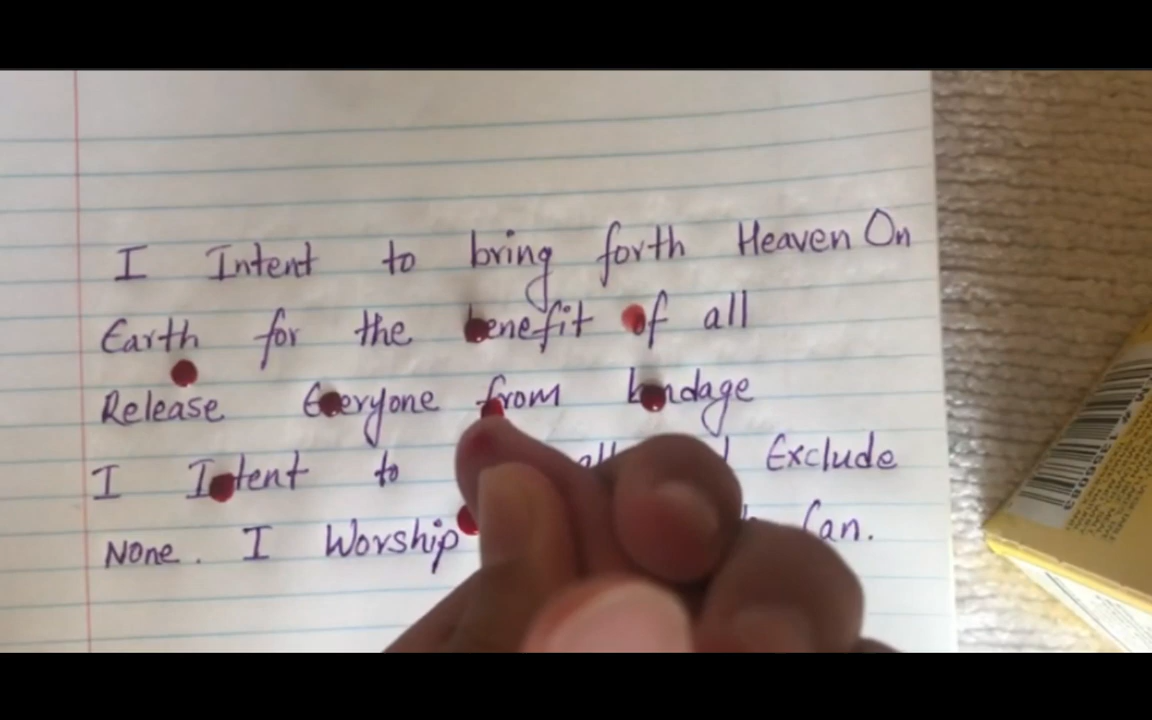 I Intent to bring forth Heaven On
Earth for the benefit of all
Release Everyone from bondage
I Intent to Exclude
None. I Worship Can.